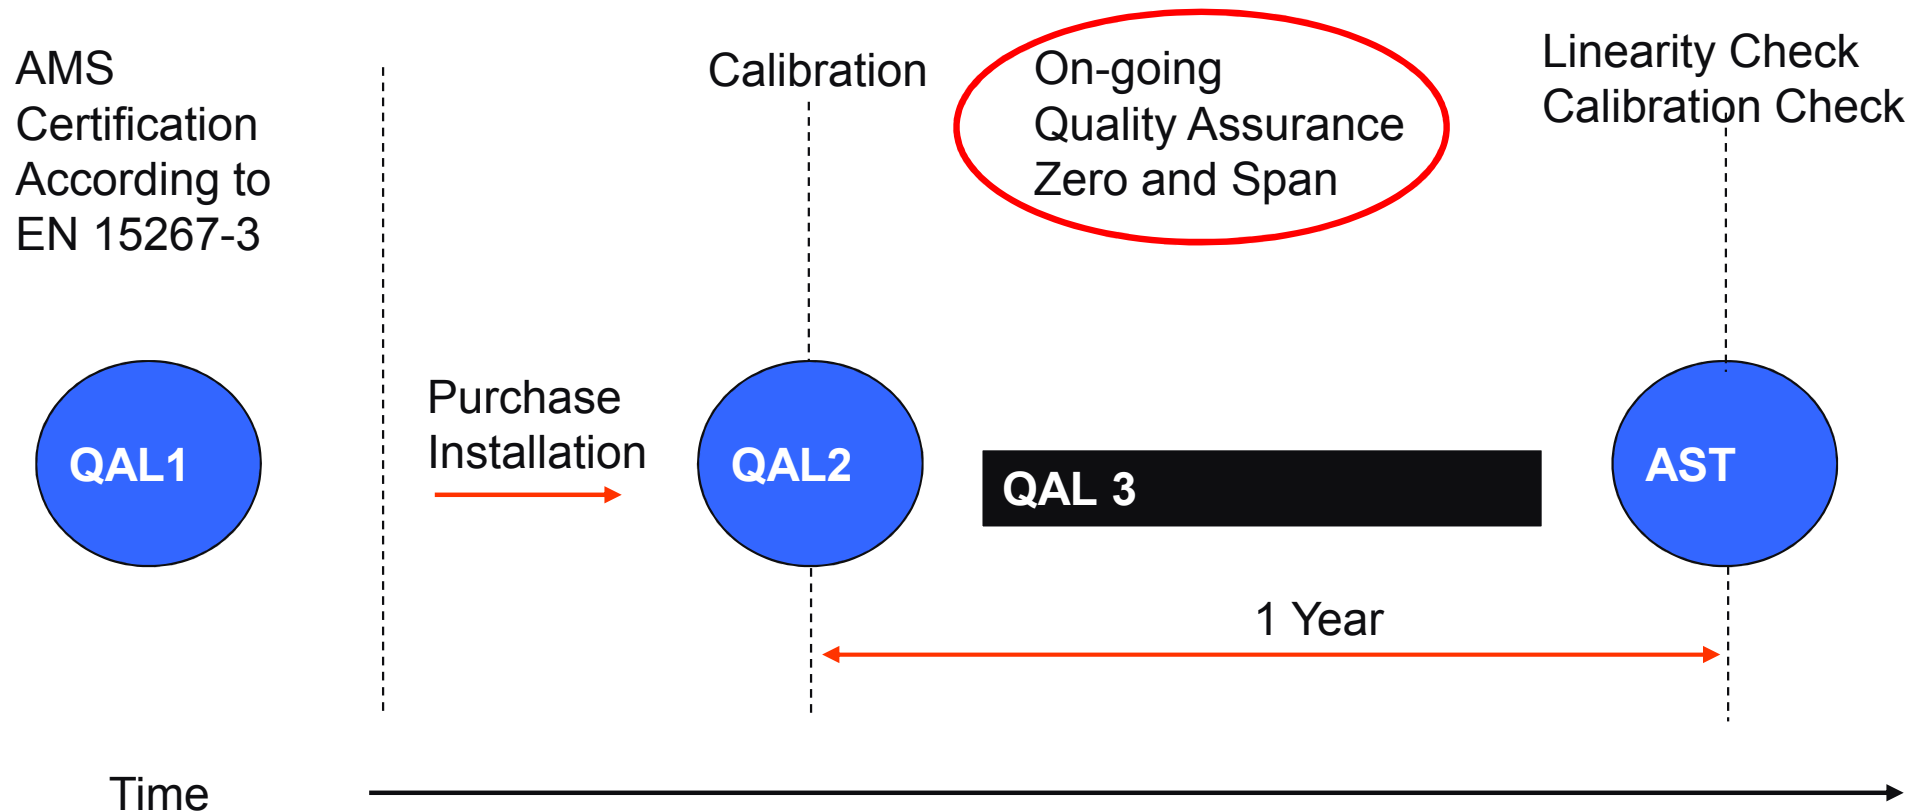 AMS
Certification
According to
EN 15267-3
Calibration
On-going
Quality Assurance
Zero and Span
Linearity Check
Calibration Check
QAL1
Purchase
Installation
QAL2
QAL 3
AST
1 Year
Time